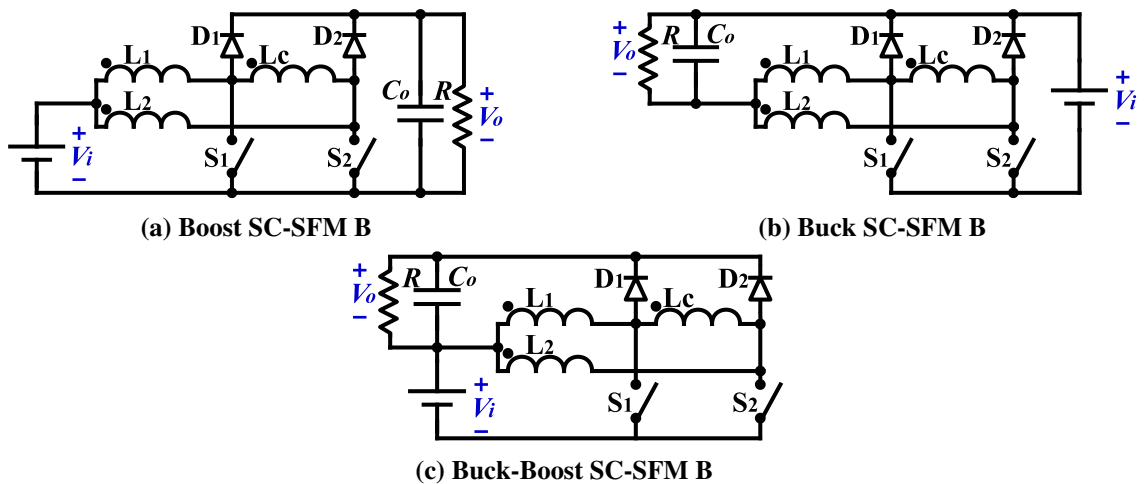 D1 L1 Lc D2
L2
Co R + Vo −
+ Vi −
S1 S2
(a) Boost SC-SFM B
+ Vo − R Co
D1 L1 Lc D2
L2
Vi + −
S1 S2
(b) Buck SC-SFM B
+ Vo − R Co
D1 L1 Lc D2
L2
+ Vi −
S1 S2
(c) Buck-Boost SC-SFM B